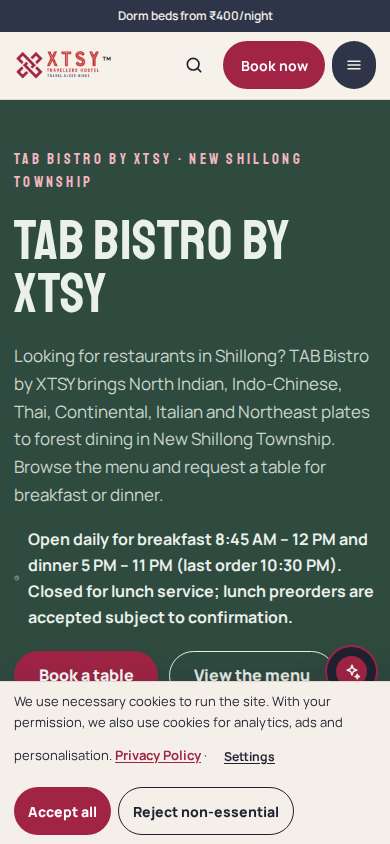 Dorm beds from ₹400/night
XTSY™
TRAVELLERS HOSTEL
TRAVEL.SLEEP.VIBES.
Book now
TAB BISTRO BY XTSY · NEW SHILLONG
TOWNSHIP
TAB BISTRO BY
XTSY
Looking for restaurants in Shillong? TAB Bistro
by XTSY brings North Indian, Indo-Chinese,
Thai, Continental, Italian and Northeast plates
to forest dining in New Shillong Township.
Browse the menu and request a table for
breakfast or dinner.
Open daily for breakfast 8:45 AM – 12 PM and
dinner 5 PM – 11 PM (last order 10:30 PM).
Closed for lunch service; lunch preorders are
accepted subject to confirmation.
Book a table View the menu
We use necessary cookies to run the site. With your
permission, we also use cookies for analytics, ads and
personalisation. Privacy Policy · Settings
Accept all Reject non-essential